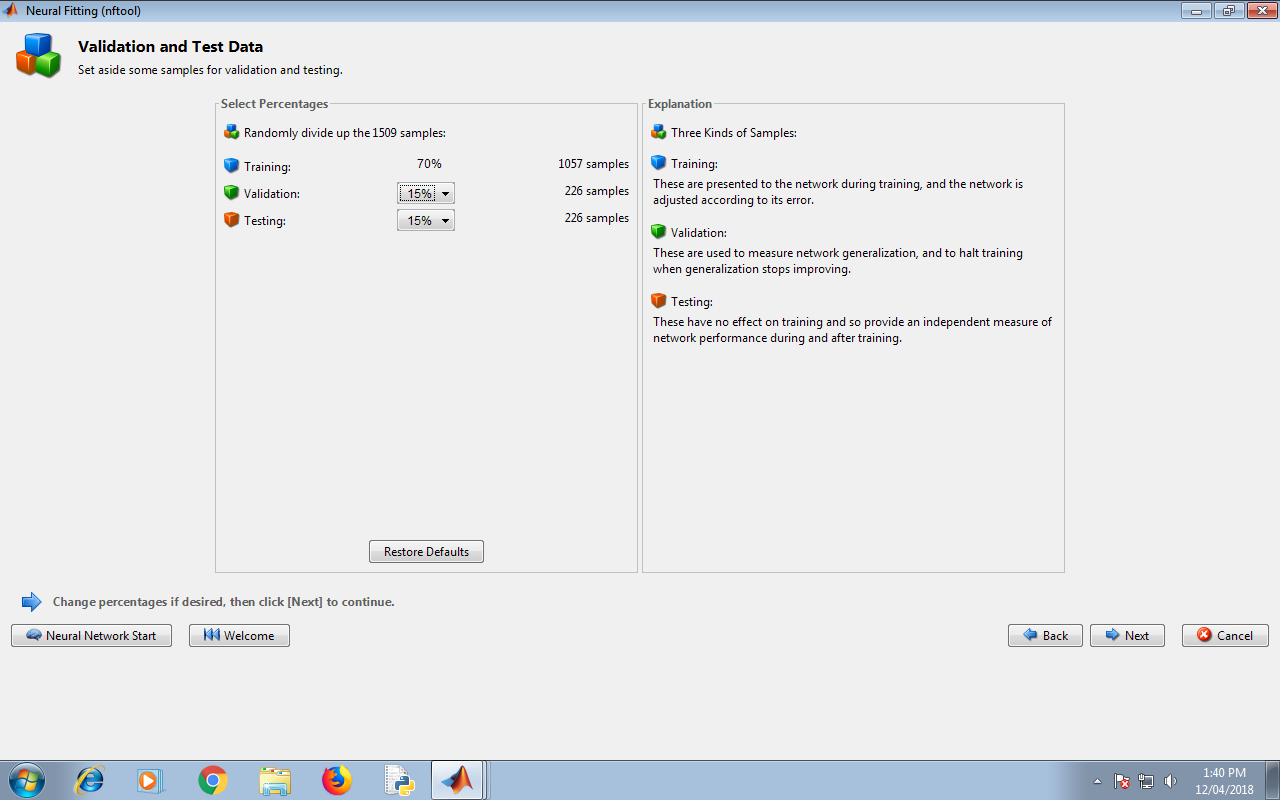 Neural Fitting (nftool)
Validation and Test Data
Set aside some samples for validation and testing.
Select Percentages
Randomly divide up the 1509 samples:
Training: 70% 1057 samples
Validation: 15% 226 samples
Testing: 15% 226 samples
Restore Defaults
Explanation
Three Kinds of Samples:
Training:
These are presented to the network during training, and the network is
adjusted according to its error.
Validation:
These are used to measure network generalization, and to halt training
when generalization stops improving.
Testing:
These have no effect on training and so provide an independent measure of
network performance during and after training.
Change percentages if desired, then click [Next] to continue.
Neural Network Start Welcome Back Next Cancel
1:40 PM
12/04/2018